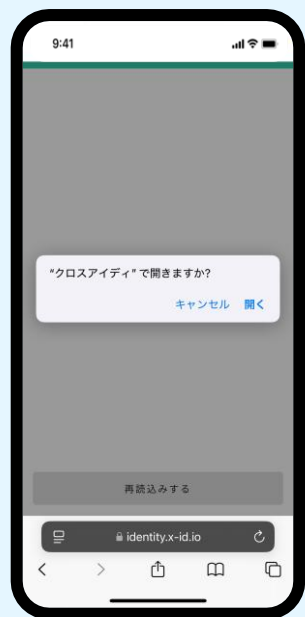 9:41
“クロスアイディ” で開きますか?
キャンセル 開く
再読込みする
identity.x-id.io